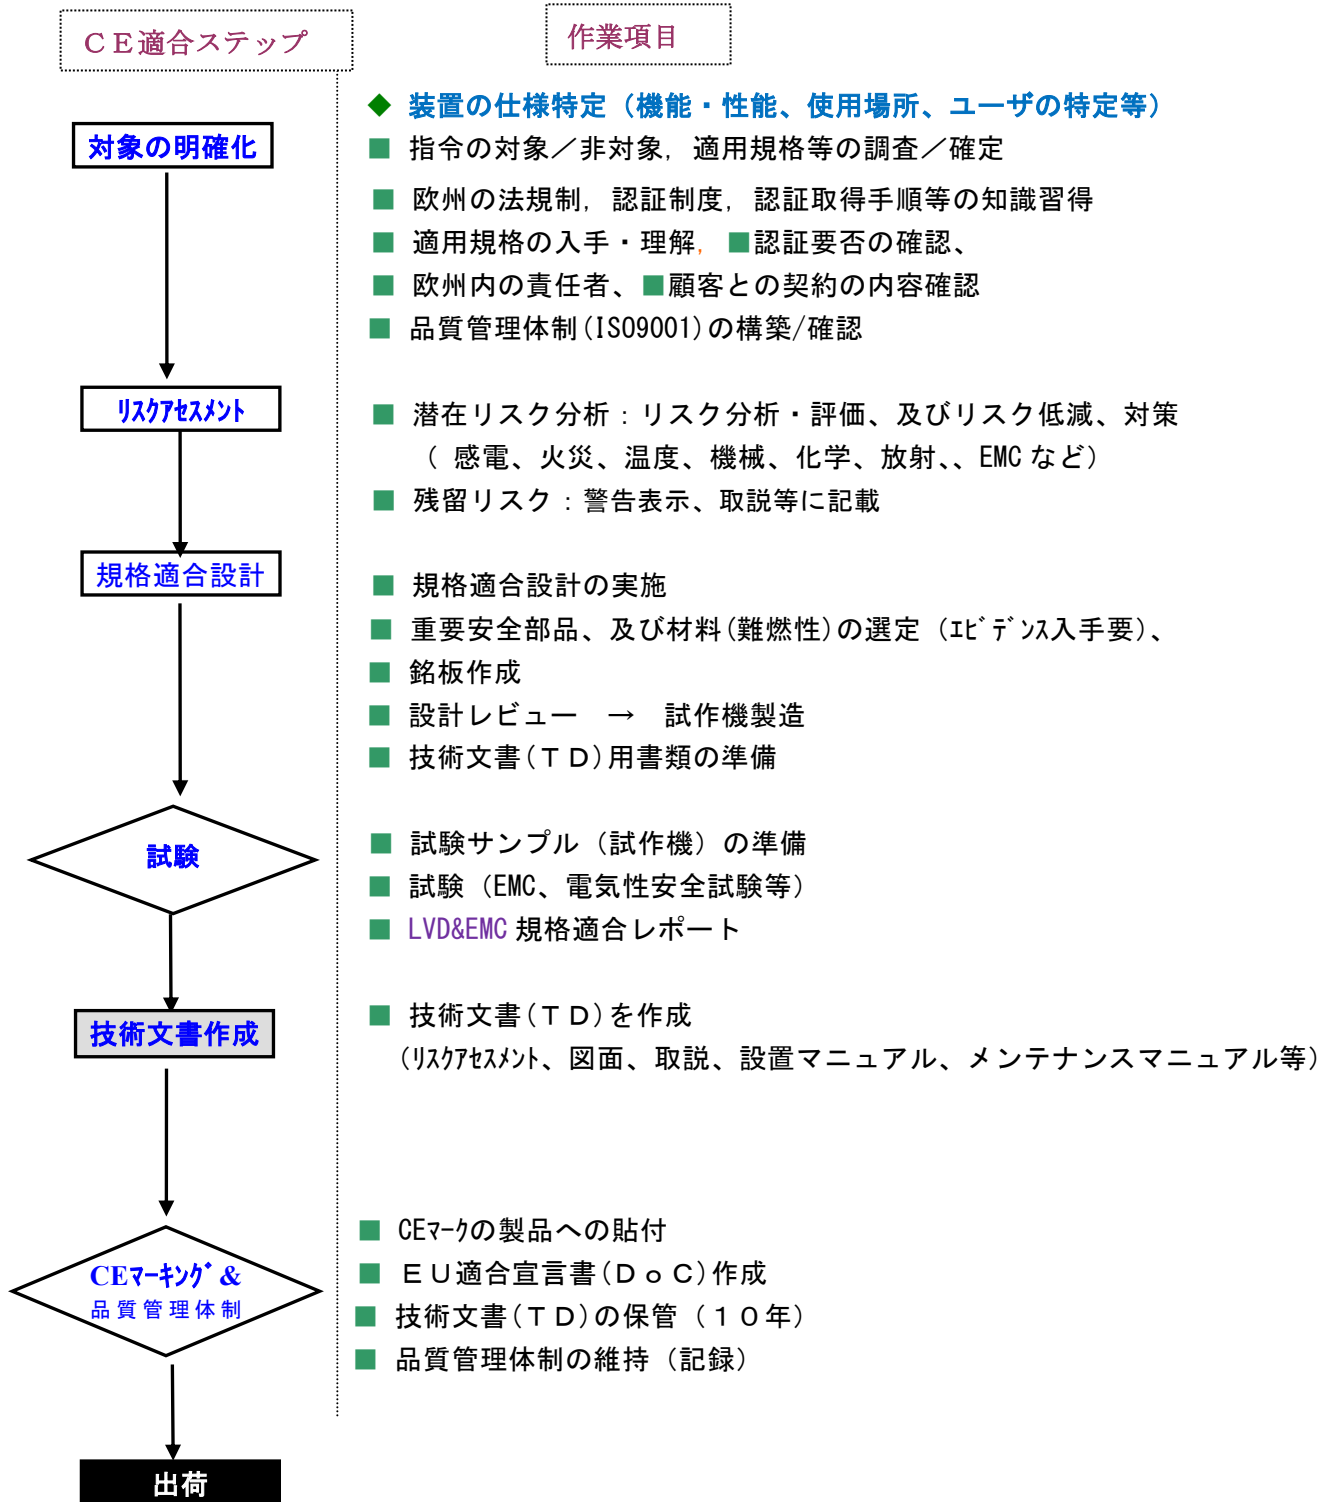 ＣＥ適合ステップ
作業項目
対象の明確化
◆ 装置の仕様特定（機能・性能、使用場所、ユーザの特定等）
■ 指令の対象／非対象, 適用規格等の調査／確定
■ 欧州の法規制, 認証制度, 認証取得手順等の知識習得
■ 適用規格の入手・理解, ■認証要否の確認、
■ 欧州内の責任者、■顧客との契約の内容確認
■ 品質管理体制(ISO9001)の構築/確認
ﾘｽｸｱｾｽﾒﾝﾄ
■ 潜在リスク分析：リスク分析・評価、及びリスク低減、対策
（ 感電、火災、温度、機械、化学、放射、、EMC など）
■ 残留リスク：警告表示、取説等に記載
規格適合設計
■ 規格適合設計の実施
■ 重要安全部品、及び材料(難燃性)の選定（ｴﾋﾞﾃﾞﾝｽ入手要）、
■ 銘板作成
■ 設計レビュー → 試作機製造
■ 技術文書(ＴＤ)用書類の準備
試験
■ 試験サンプル（試作機）の準備
■ 試験（EMC、電気性安全試験等）
■ LVD&EMC 規格適合レポート
技術文書作成
■ 技術文書(ＴＤ)を作成
(ﾘｽｸｱｾｽﾒﾝﾄ、図面、取説、設置マニュアル、メンテナンスマニュアル等)
CEﾏｰｷﾝｸﾞ &
品質管理体制
■ CEﾏｰｸの製品への貼付
■ ＥＵ適合宣言書(ＤｏＣ)作成
■ 技術文書(ＴＤ)の保管（１０年）
■ 品質管理体制の維持（記録）
出荷